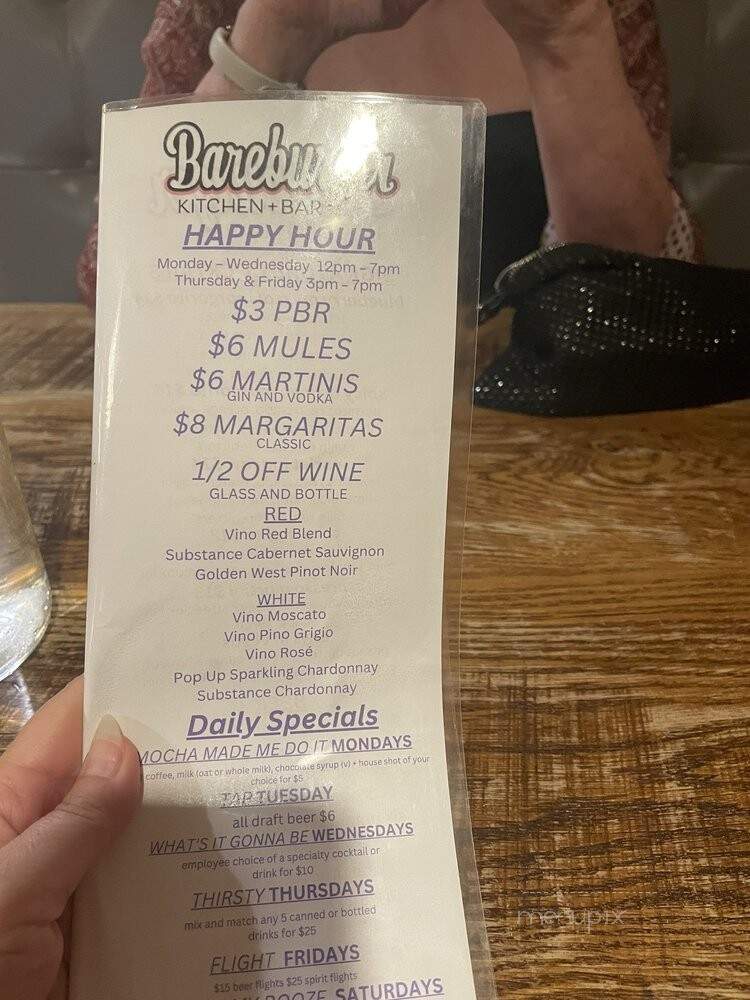 Bareburger
KITCHEN + BAR
HAPPY HOUR
Monday – Wednesday 12pm – 7pm
Thursday & Friday 3pm – 7pm
$3 PBR
$6 MULES
$6 MARTINIS
GIN AND VODKA
$8 MARGARITAS
CLASSIC
1/2 OFF WINE
GLASS AND BOTTLE
RED
Vino Red Blend
Substance Cabernet Sauvignon
Golden West Pinot Noir
WHITE
Vino Moscato
Vino Pino Grigio
Vino Rosé
Pop Up Sparkling Chardonnay
Substance Chardonnay
Daily Specials
MOCHA MADE ME DO IT MONDAYS
coffee, milk (oat or whole milk), chocolate syrup (v) + house shot of your
choice for $5
TAP TUESDAY
all draft beer $6
WHAT'S IT GONNA BE WEDNESDAYS
employee choice of a specialty cocktail or
drink for $10
THIRSTY THURSDAYS
mix and match any 5 canned or bottled
drinks for $25
FLIGHT FRIDAYS
$15 beer flights $25 spirit flights
BOOZE SATURDAYS
menupix